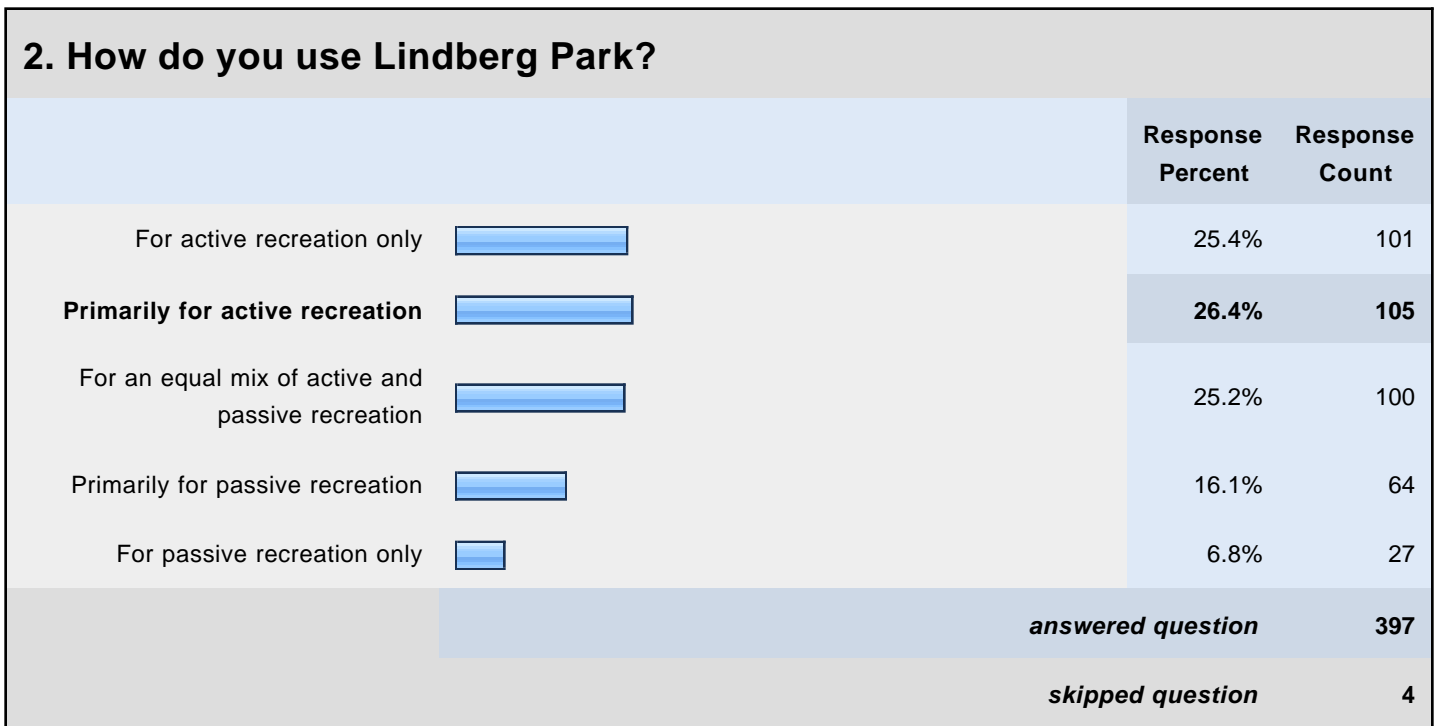 2. How do you use Lindberg Park?
Response Percent
Response Count
For active recreation only 25.4% 101
Primarily for active recreation 26.4% 105
For an equal mix of active and
passive recreation 25.2% 100
Primarily for passive recreation 16.1% 64
For passive recreation only 6.8% 27
answered question 397
skipped question 4